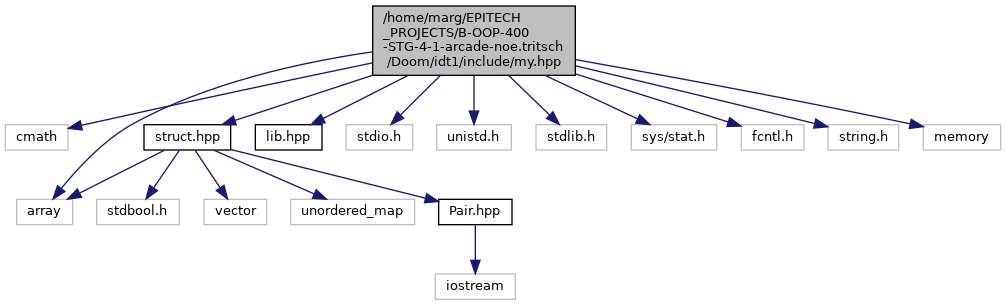 /home/marg/EPITECH
_PROJECTS/B-OOP-400
-STG-4-1-arcade-noe.tritsch
/Doom/idt1/include/my.hpp
cmath
struct.hpp
lib.hpp
stdio.h
unistd.h
stdlib.h
sys/stat.h
fcntl.h
string.h
memory
array
stdbool.h
vector
unordered_map
Pair.hpp
iostream